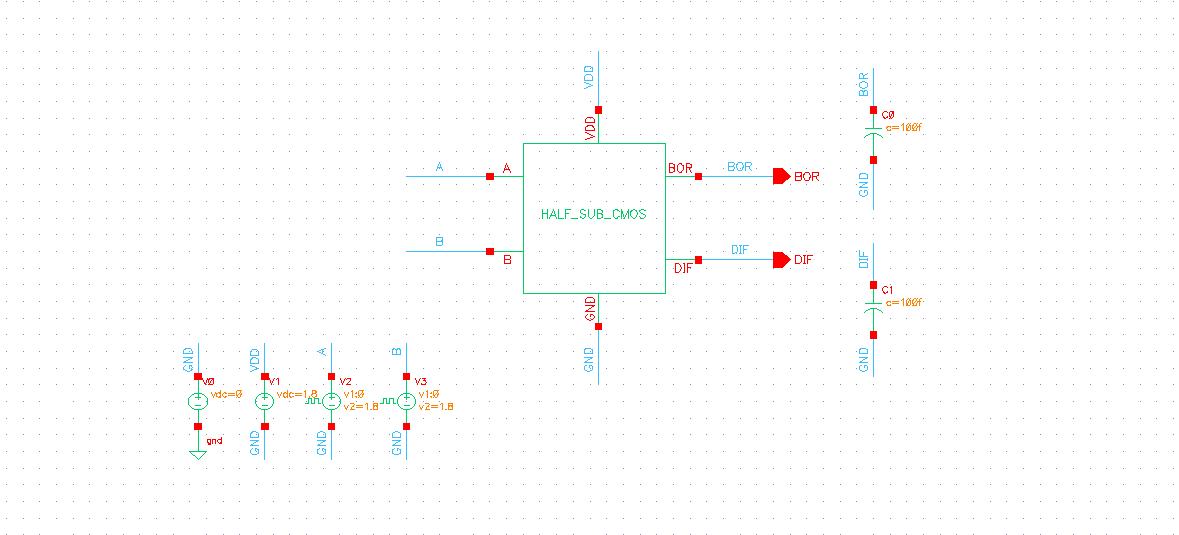 VDD
VDD
A
A
B
B
HALF_SUB_CMOS
BOR
BOR
BOR
DIF
DIF
DIF
GND
GND
BOR
C0
c=100f
GND
DIF
C1
c=100f
GND
GND
V0
vdc=0
gnd
VDD
V1
vdc=1.8
GND
A
V2
v1:0
v2=1.8
GND
B
V3
v1:0
v2=1.8
GND